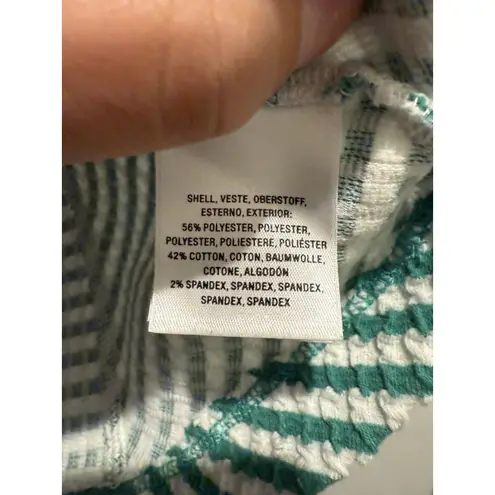 SHELL, VESTE, OBERSTOFF,
ESTERNO, EXTERIOR:
56% POLYESTER, POLYESTER,
POLYESTER, POLIESTERE, POLIÉSTER
42% COTTON, COTON, BAUMWOLLE,
COTONE, ALGODÓN
2% SPANDEX, SPANDEX, SPANDEX,
SPANDEX, SPANDEX